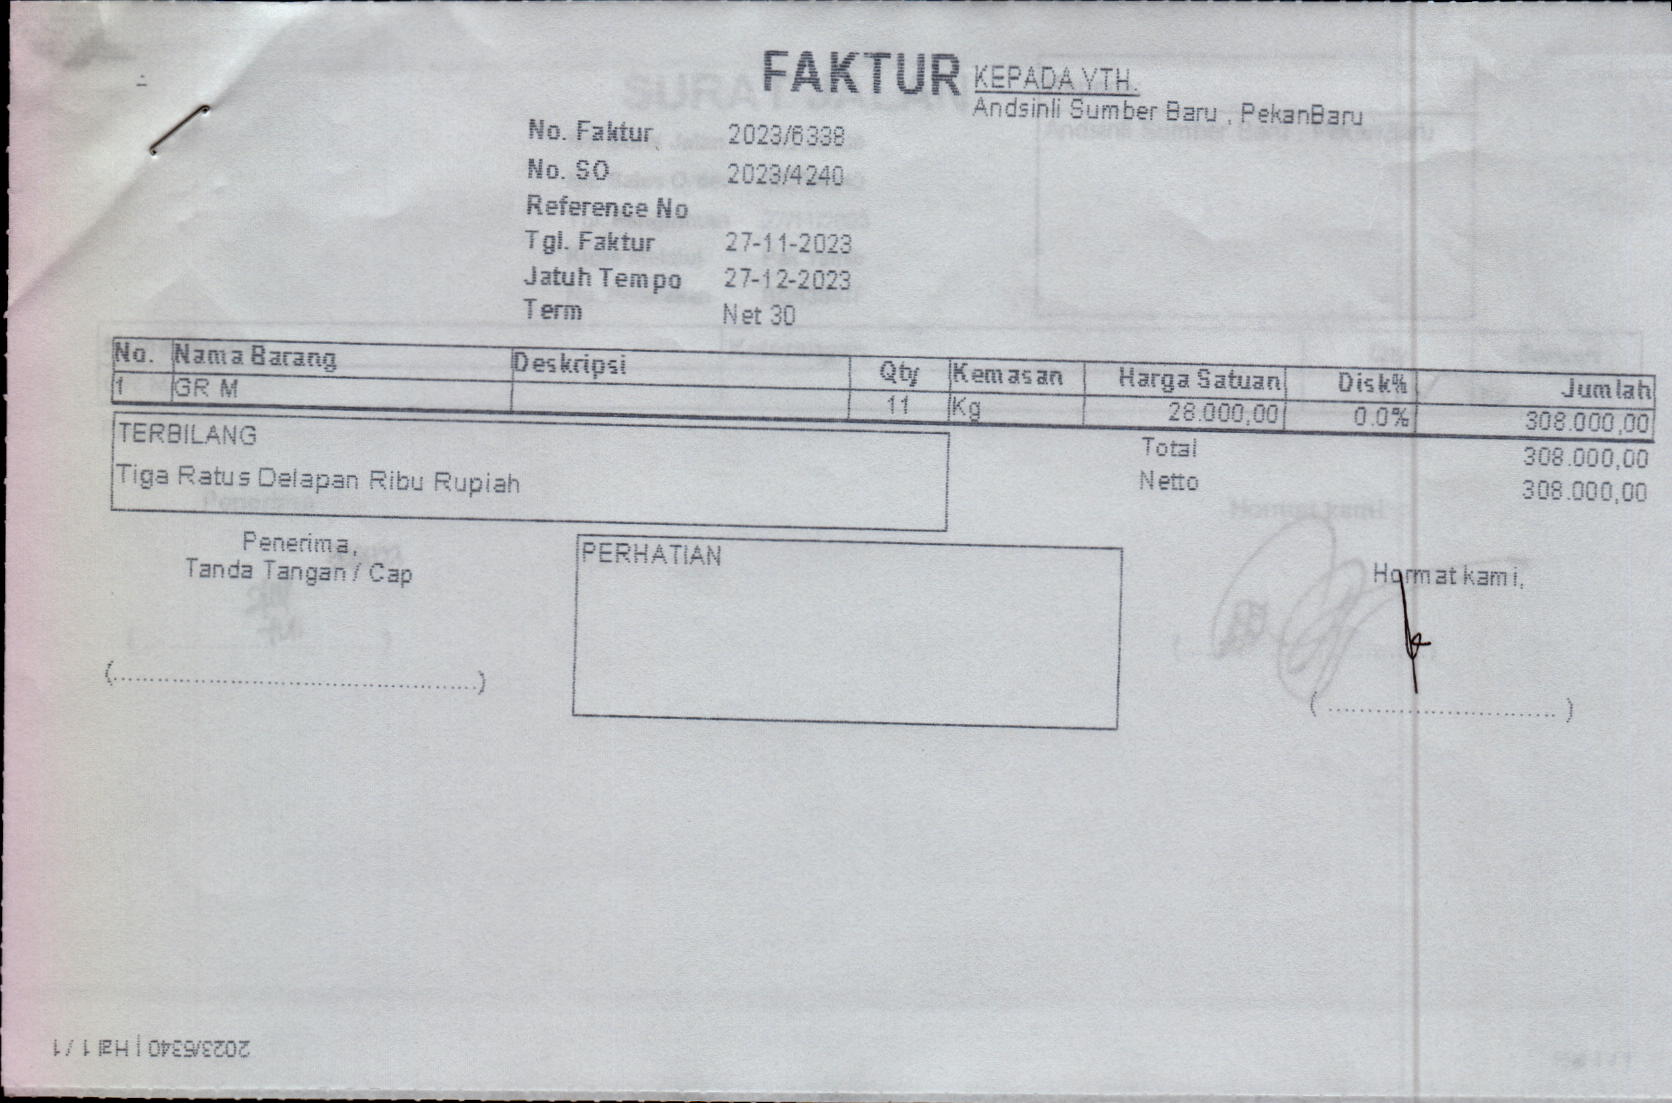 FAKTUR
KEPADA YTH.
Andsinli Sumber Baru , PekanBaru
No. Faktur 2023/6338
No. SO 2023/4240
Reference No
Tgl. Faktur 27-11-2023
Jatuh Tempo 27-12-2023
Term Net 30
No. Nama Barang Deskripsi Qty Kemasan Harga Satuan Disk% Jumlah
1 GR M 11 Kg 28.000,00 0.0% 308.000,00
TERBILANG
Tiga Ratus Delapan Ribu Rupiah
Total 308.000,00
Netto 308.000,00
Penerima,
Tanda Tangan / Cap
PERHATIAN
Hormat kami,
(................................................)
( .............................. )
2023/6340 | Hal 1 / 1